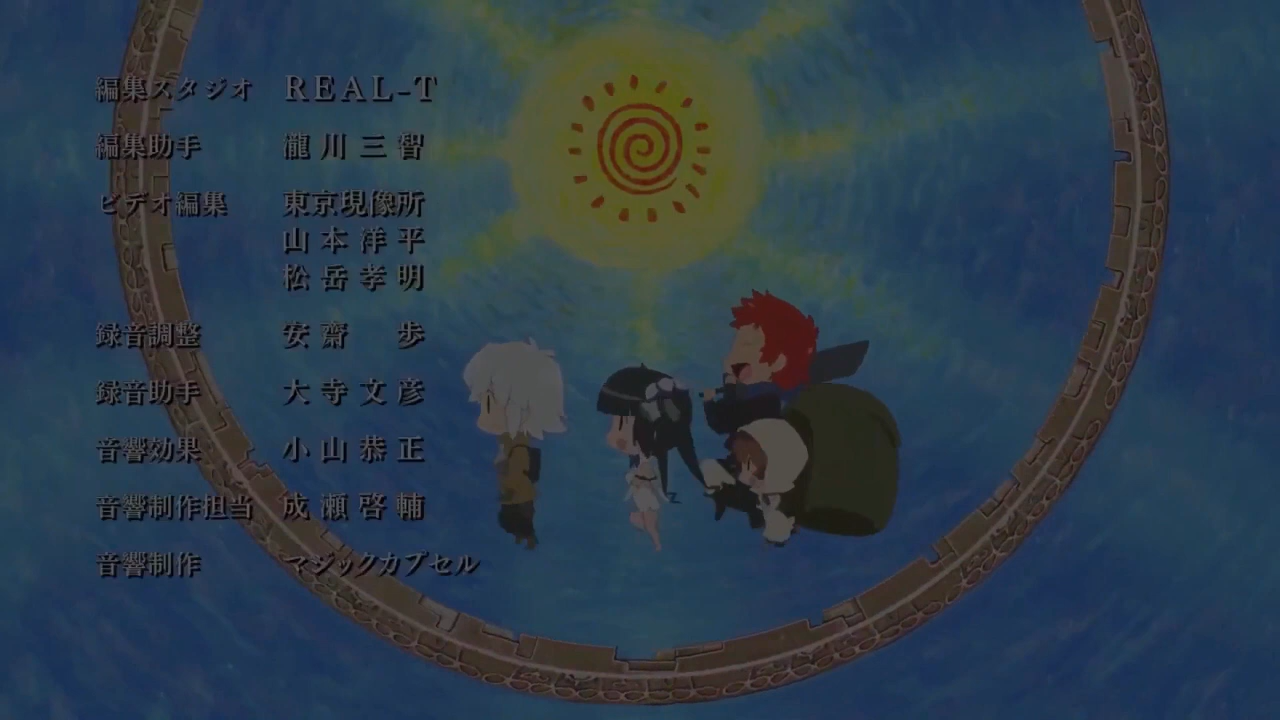 編集スタジオ REAL-T
編集助手 瀧川三智
ビデオ編集 東京現像所
山本洋平
松岳孝明
録音調整 安齋 歩
録音助手 大寺文彦
音響効果 小山恭正
音響制作担当 成瀬啓輔
音響制作 マジックカプセル
z